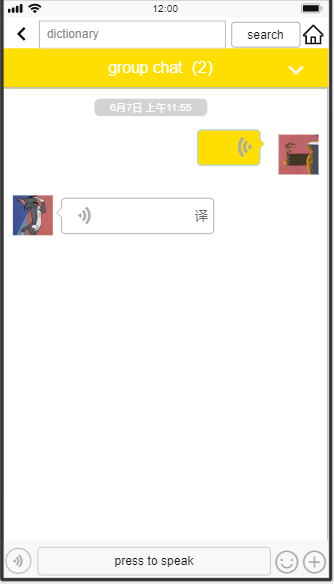 12:00
dictionary
search
group chat (2)
6月7日 上午11:55
译
press to speak